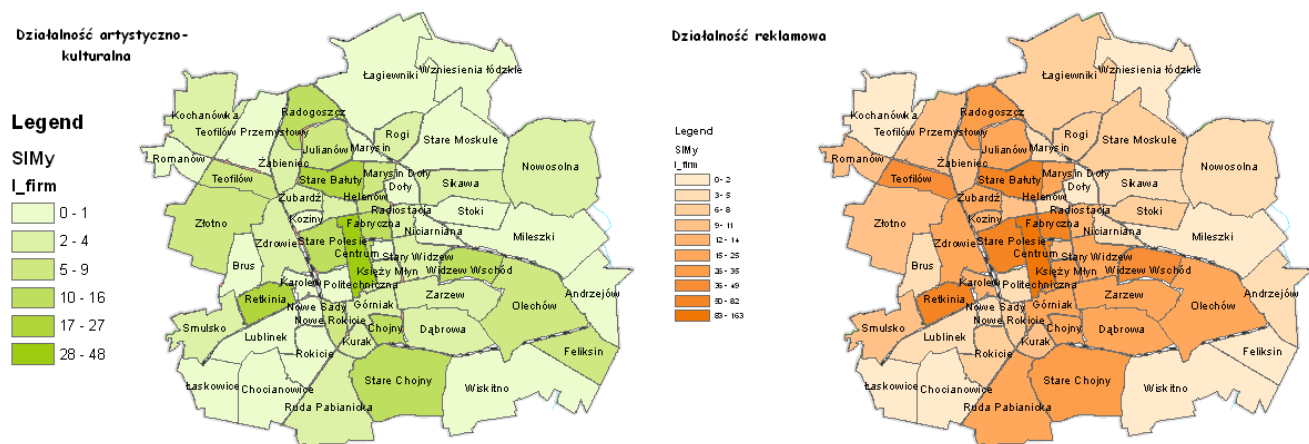 Działalność artystyczno-
kulturalna
Legend
SIMy
l_firm
0 - 1
2 - 4
5 - 9
10 - 16
17 - 27
28 - 48
Łagiewniki
Wzniesienia łódzkie
Kochanówka
Radogoszcz
Teofilów
Przemysłowy
Rogi
Stare Moskule
Julianów
Marysin
Romanów
Żabieniec
Nowosolna
Teofilów
Stare Bałuty
Marysin Doły
Doły
Sikawa
Żubardź
Helenów
Złotno
Koziny
Radiostacja
Stoki
Fabryczna
Niciarniana
Mileszki
Zdrowie
Stare Polesie
Centrum
Stary Widzew
Brus
Księży Młyn
Widzew Wschód
Karolew
Politechniczna
Andrzejów
Retkinia
Nowe Sady
Górniak
Zarzew
Olechów
Smulsko
Nowe Rokicie
Chojny
Dąbrowa
Lublinek
Kurak
Rokicie
Feliksin
Łaskowice
Chocianowice
Stare Chojny
Wiskitno
Ruda Pabianicka
Działalność reklamowa
Legend
SIMy
l_firm
0 - 2
3 - 5
6 - 8
9 - 11
12 - 14
15 - 25
26 - 35
36 - 49
50 - 82
83 - 163
Łagiewniki
Wzniesienia łódzkie
Kochanówka
Radogoszcz
Teofilów
Przemysłowy
Rogi
Stare Moskule
Julianów
Marysin
Romanów
Żabieniec
Nowosolna
Teofilów
Stare Bałuty
Marysin Doły
Doły
Sikawa
Żubardź
Helenów
Złotno
Koziny
Radiostacja
Stoki
Fabryczna
Niciarniana
Mileszki
Zdrowie
Stare Polesie
Centrum
Stary Widzew
Brus
Księży Młyn
Widzew Wschód
Karolew
Politechniczna
Andrzejów
Retkinia
Nowe Sady
Górniak
Zarzew
Olechów
Smulsko
Nowe Rokicie
Chojny
Dąbrowa
Lublinek
Kurak
Rokicie
Feliksin
Łaskowice
Chocianowice
Stare Chojny
Wiskitno
Ruda Pabianicka